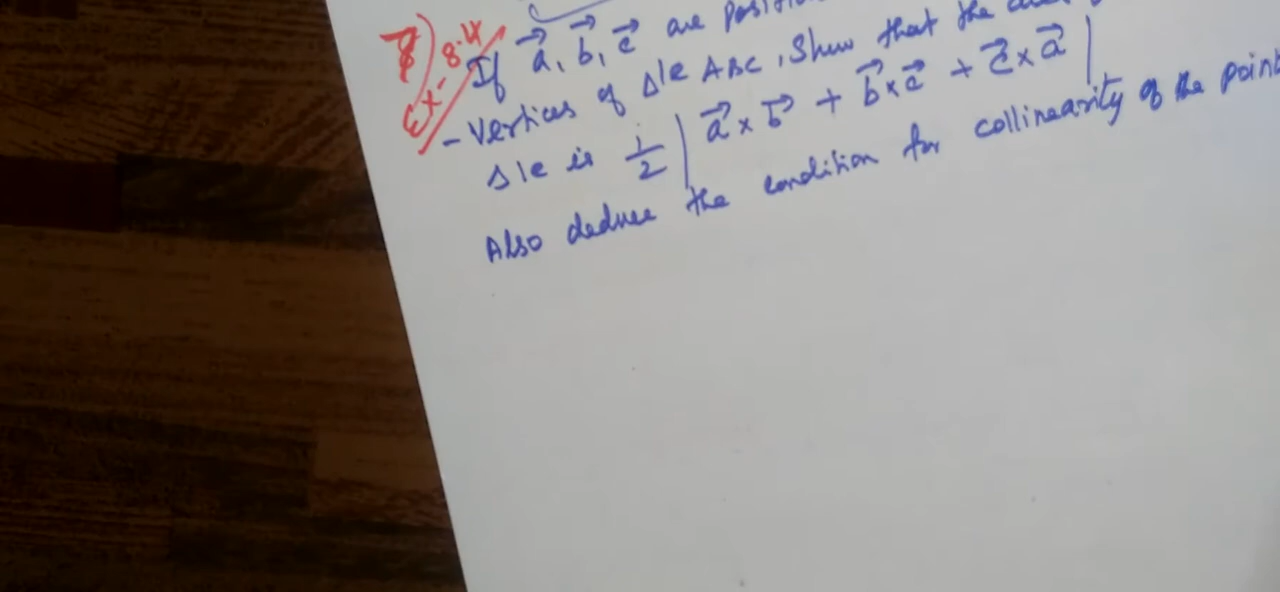 8) If a⃗, b⃗, c⃗ are
Ex 8.4
- Vertices of Δle ABC, Show that the
Δle is 1/2 | a⃗ × b⃗ + b⃗ × c⃗ + c⃗ × a⃗ |
Also deduce the condition for collinearity of the